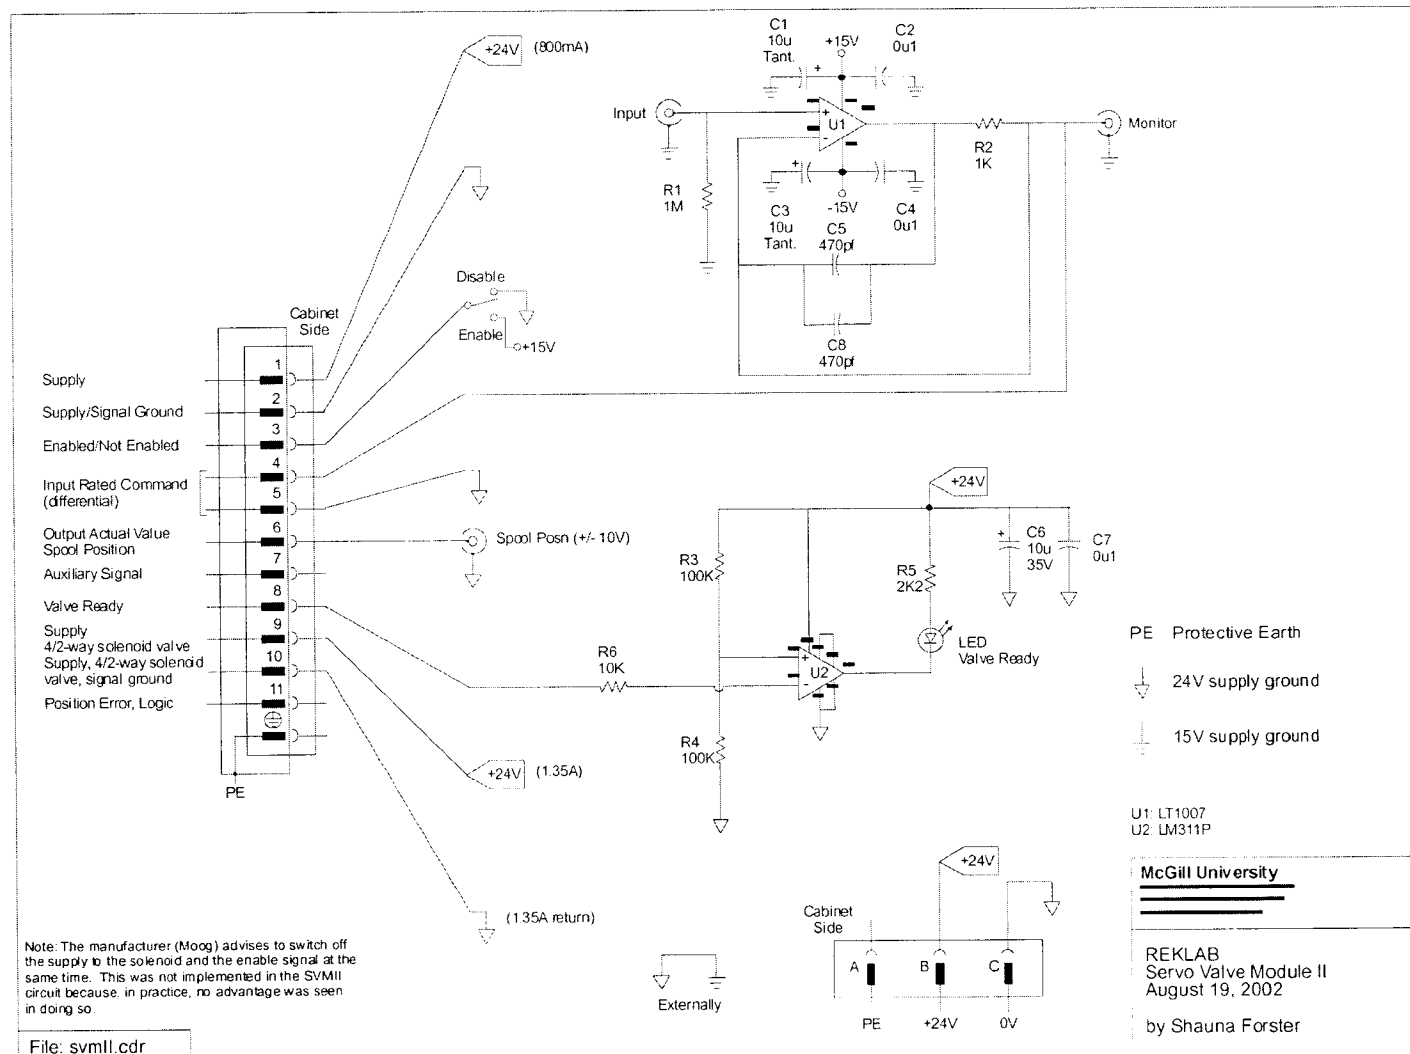 +24V (800mA)
C1
10u
Tant.
+15V
C2
0u1
+
Input
+
-
U1
Monitor
R2
1K
R1
1M
+
-15V
C3
10u
Tant.
C4
0u1
C5
470pf
C8
470pf
Disable
Enable
+15V
Cabinet
Side
1
Supply
2
Supply/Signal Ground
3
Enabled/Not Enabled
4
Input Rated Command
(differential)
5
6
Output Actual Value
Spool Position
Spool Posn (+/- 10V)
7
Auxiliary Signal
8
Valve Ready
9
Supply
4/2-way solenoid valve
10
Supply, 4/2-way solenoid
valve, signal ground
11
Position Error, Logic
PE
+24V
R3
100K
R5
2K2
+
C6
10u
35V
C7
0u1
LED
Valve Ready
R6
10K
+
-
U2
R4
100K
+24V (1.35A)
(1.35A return)
PE Protective Earth
24V supply ground
15V supply ground
U1: LT1007
U2: LM311P
+24V
Cabinet
Side
A B C
PE +24V 0V
Externally
Note: The manufacturer (Moog) advises to switch off
the supply to the solenoid and the enable signal at the
same time. This was not implemented in the SVMII
circuit because, in practice, no advantage was seen
in doing so.
File: svmII.cdr
McGill University
REKLAB
Servo Valve Module II
August 19, 2002
by Shauna Forster